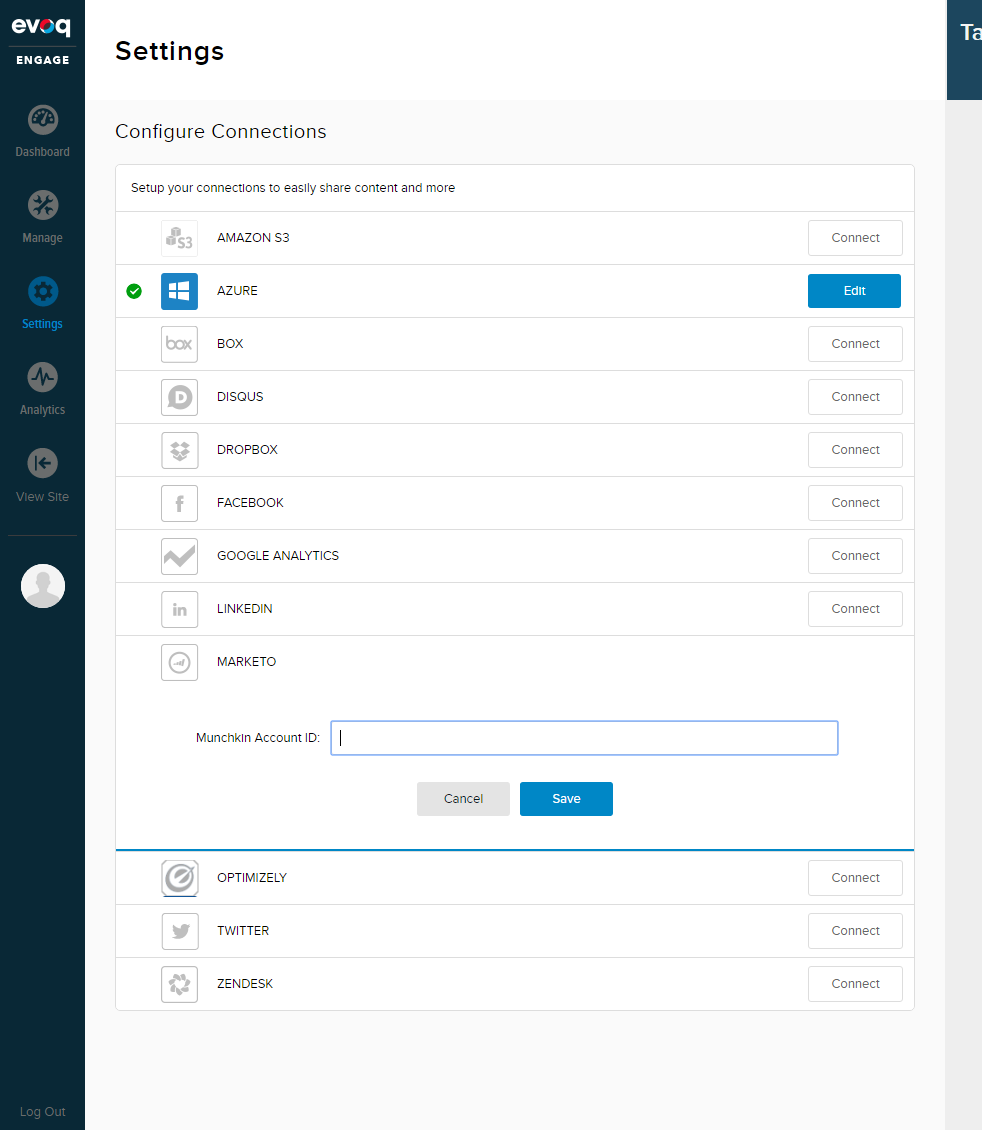 evoq
ENGAGE
Dashboard
Manage
Settings
Analytics
View Site
Log Out
Settings
Ta
Configure Connections
Setup your connections to easily share content and more
S3 AMAZON S3 Connect
AZURE Edit
box BOX Connect
D DISQUS Connect
DROPBOX Connect
f FACEBOOK Connect
GOOGLE ANALYTICS Connect
in LINKEDIN Connect
MARKETO
Munchkin Account ID:
Cancel Save
OPTIMIZELY Connect
TWITTER Connect
ZENDESK Connect